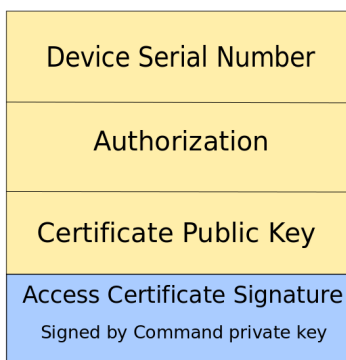 Device Serial Number
Authorization
Certificate Public Key
Access Certificate Signature
Signed by Command private key